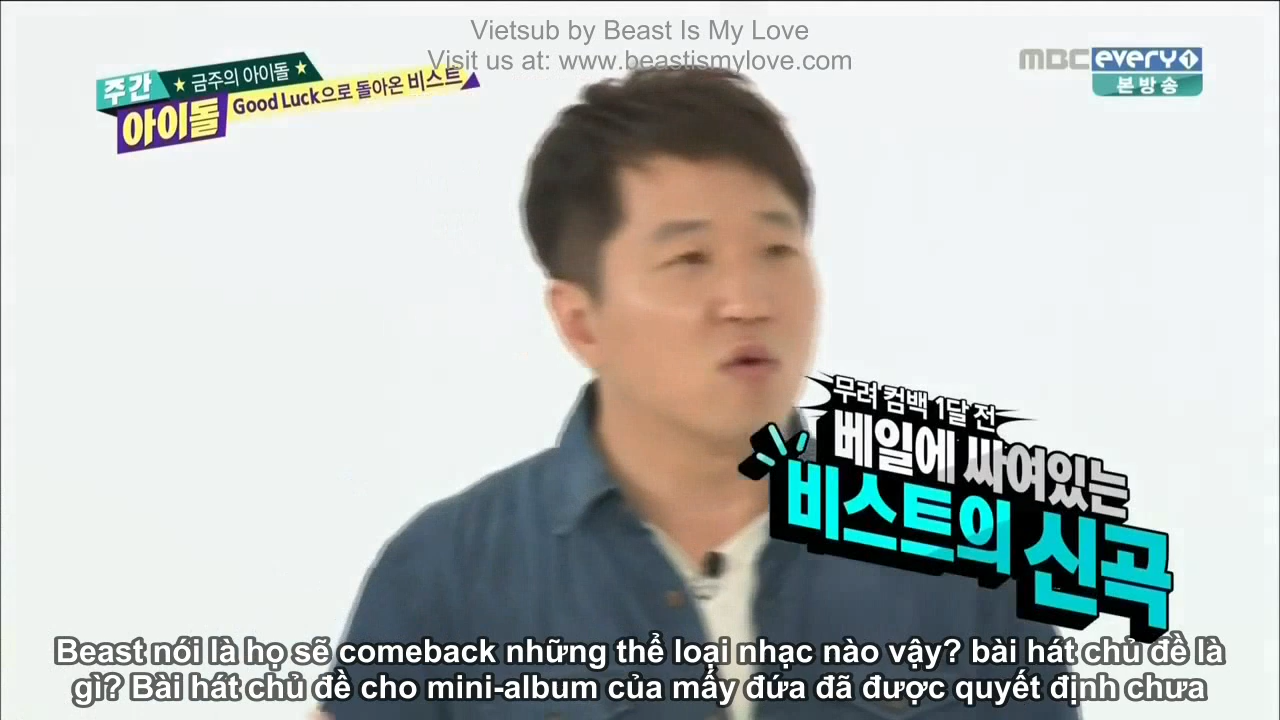 Vietsub by Beast Is My Love
Visit us at: www.beastismylove.com
주간
아이돌
★ 금주의 아이돌 ★
Good Luck으로 돌아온 비스트
MBC every1
본방송
무려 컴백 1달 전
베일에 싸여있는
비스트의 신곡
Beast nói là họ sẽ comeback những thể loại nhạc nào vậy? bài hát chủ đề là
gì? Bài hát chủ đề cho mini-album của mấy đứa đã được quyết định chưa